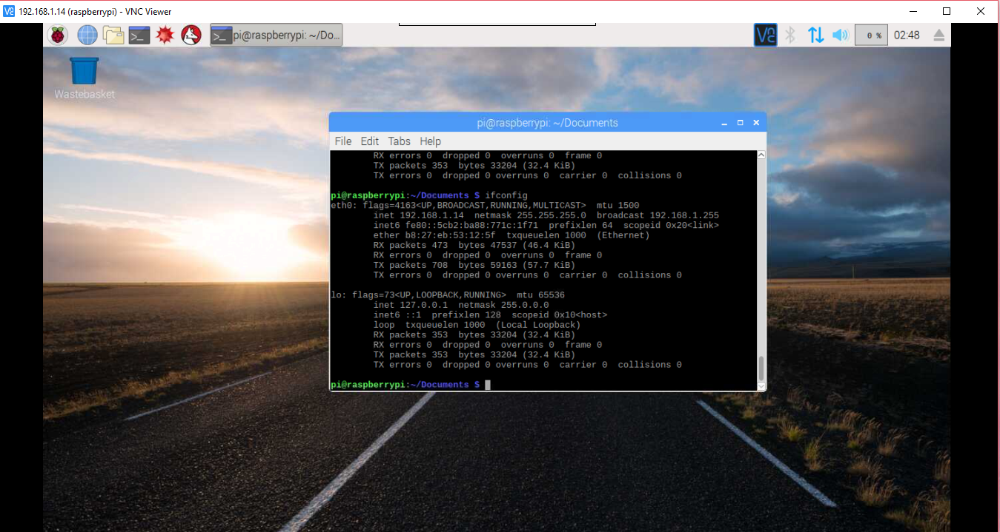 192.168.1.14 (raspberrypi) - VNC Viewer
pi@raspberrypi: ~/Do...
0 %
02:48
Wastebasket
pi@raspberrypi: ~/Documents
File Edit Tabs Help
RX errors 0  dropped 0  overruns 0  frame 0
TX packets 353  bytes 33204 (32.4 KiB)
TX errors 0  dropped 0 overruns 0  carrier 0  collisions 0
pi@raspberrypi:~/Documents $ ifconfig
eth0: flags=4163<UP,BROADCAST,RUNNING,MULTICAST>  mtu 1500
inet 192.168.1.14  netmask 255.255.255.0  broadcast 192.168.1.255
inet6 fe80::5cb2:ba88:771c:1f71  prefixlen 64  scopeid 0x20<link>
ether b8:27:eb:53:12:5f  txqueuelen 1000  (Ethernet)
RX packets 473  bytes 47537 (46.4 KiB)
RX errors 0  dropped 0  overruns 0  frame 0
TX packets 708  bytes 59163 (57.7 KiB)
TX errors 0  dropped 0 overruns 0  carrier 0  collisions 0
lo: flags=73<UP,LOOPBACK,RUNNING>  mtu 65536
inet 127.0.0.1  netmask 255.0.0.0
inet6 ::1  prefixlen 128  scopeid 0x10<host>
loop  txqueuelen 1000  (Local Loopback)
RX packets 353  bytes 33204 (32.4 KiB)
RX errors 0  dropped 0  overruns 0  frame 0
TX packets 353  bytes 33204 (32.4 KiB)
TX errors 0  dropped 0 overruns 0  carrier 0  collisions 0
pi@raspberrypi:~/Documents $